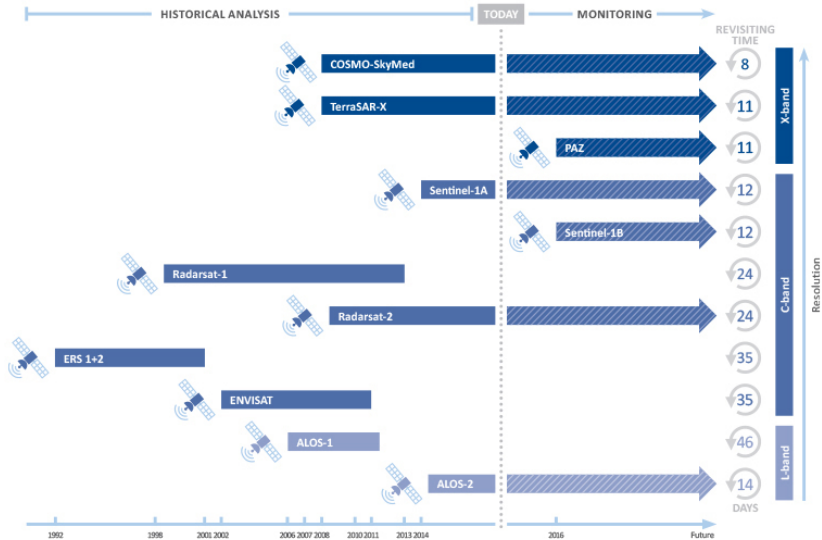 HISTORICAL ANALYSIS
TODAY
MONITORING
REVISITING
TIME
COSMO-SkyMed
8
TerraSAR-X
11
PAZ
11
X-band
Sentinel-1A
12
Sentinel-1B
12
Radarsat-1
24
Radarsat-2
24
ERS 1+2
35
ENVISAT
35
C-band
ALOS-1
46
ALOS-2
14
L-band
DAYS
Resolution
1992 1998 2001 2002 2006 2007 2008 2010 2011 2013 2014 2016 Future